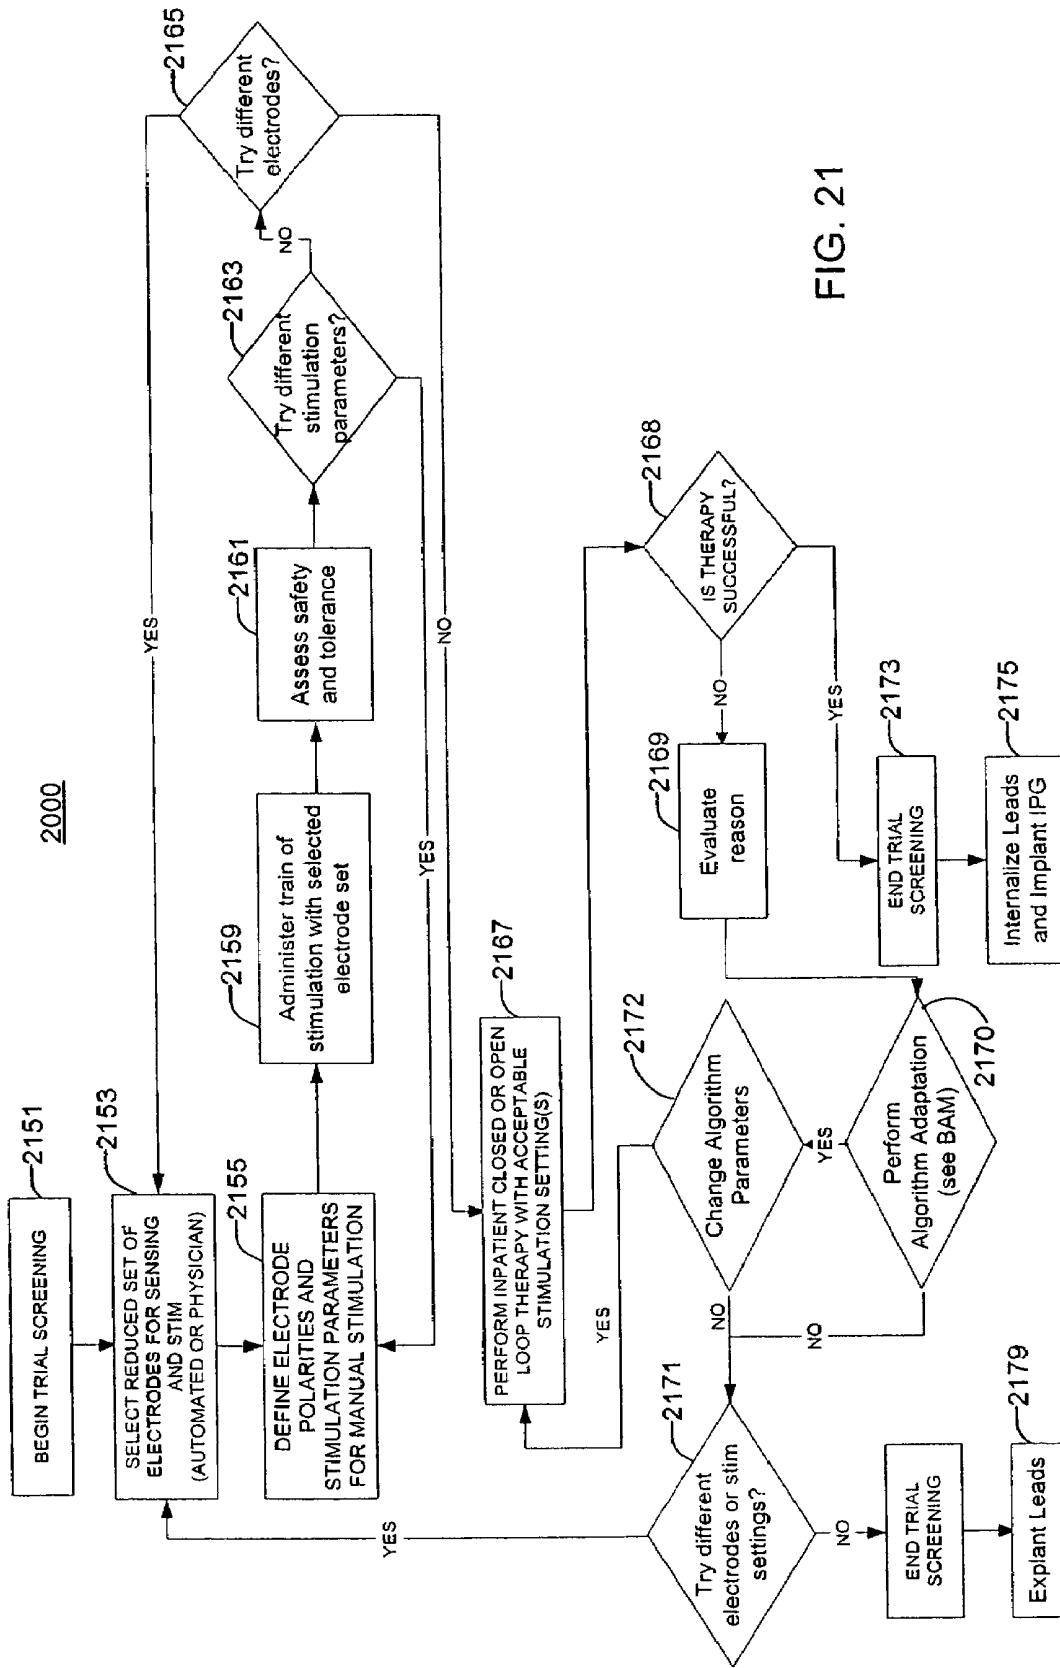 2000
2151
BEGIN TRIAL SCREENING
2153
SELECT REDUCED SET OF
ELECTRODES FOR SENSING
AND STIM
(AUTOMATED OR PHYSICIAN)
2155
DEFINE ELECTRODE
POLARITIES AND
STIMULATION PARAMETERS
FOR MANUAL STIMULATION
2159
Administer train of
stimulation with selected
electrode set
2161
Assess safety
and tolerance
2163
Try different
stimulation
parameters?
NO
YES
2165
Try different
electrodes?
YES
NO
2167
PERFORM INPATIENT CLOSED OR OPEN
LOOP THERAPY WITH ACCEPTABLE
STIMULATION SETTING(S)
2168
IS THERAPY
SUCCESSFUL?
NO
YES
2169
Evaluate
reason
2170
Perform
Algorithm Adaptation
(see BAM)
YES
NO
2172
Change Algorithm
Parameters
YES
NO
2171
Try different
electrodes or stim
settings?
YES
NO
END TRIAL
SCREENING
2179
Explant Leads
2173
END TRIAL
SCREENING
2175
Internalize Leads
and Implant IPG
FIG. 21